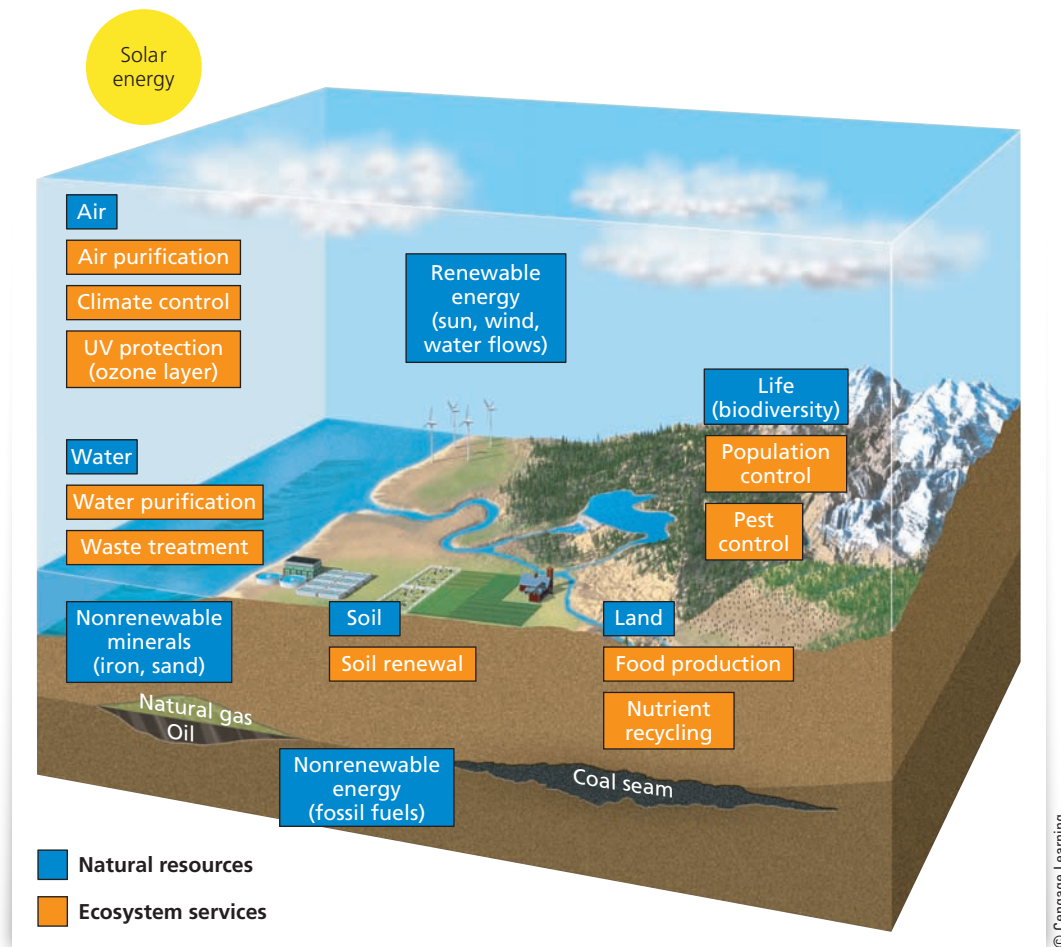 Solar
energy
Air
Air purification
Climate control
UV protection
(ozone layer)
Renewable
energy
(sun, wind,
water flows)
Life
(biodiversity)
Population
control
Pest
control
Water
Water purification
Waste treatment
Nonrenewable
minerals
(iron, sand)
Soil
Soil renewal
Land
Food production
Nutrient
recycling
Natural gas
Oil
Nonrenewable
energy
(fossil fuels)
Coal seam
Natural resources
Ecosystem services
© Cengage Learning